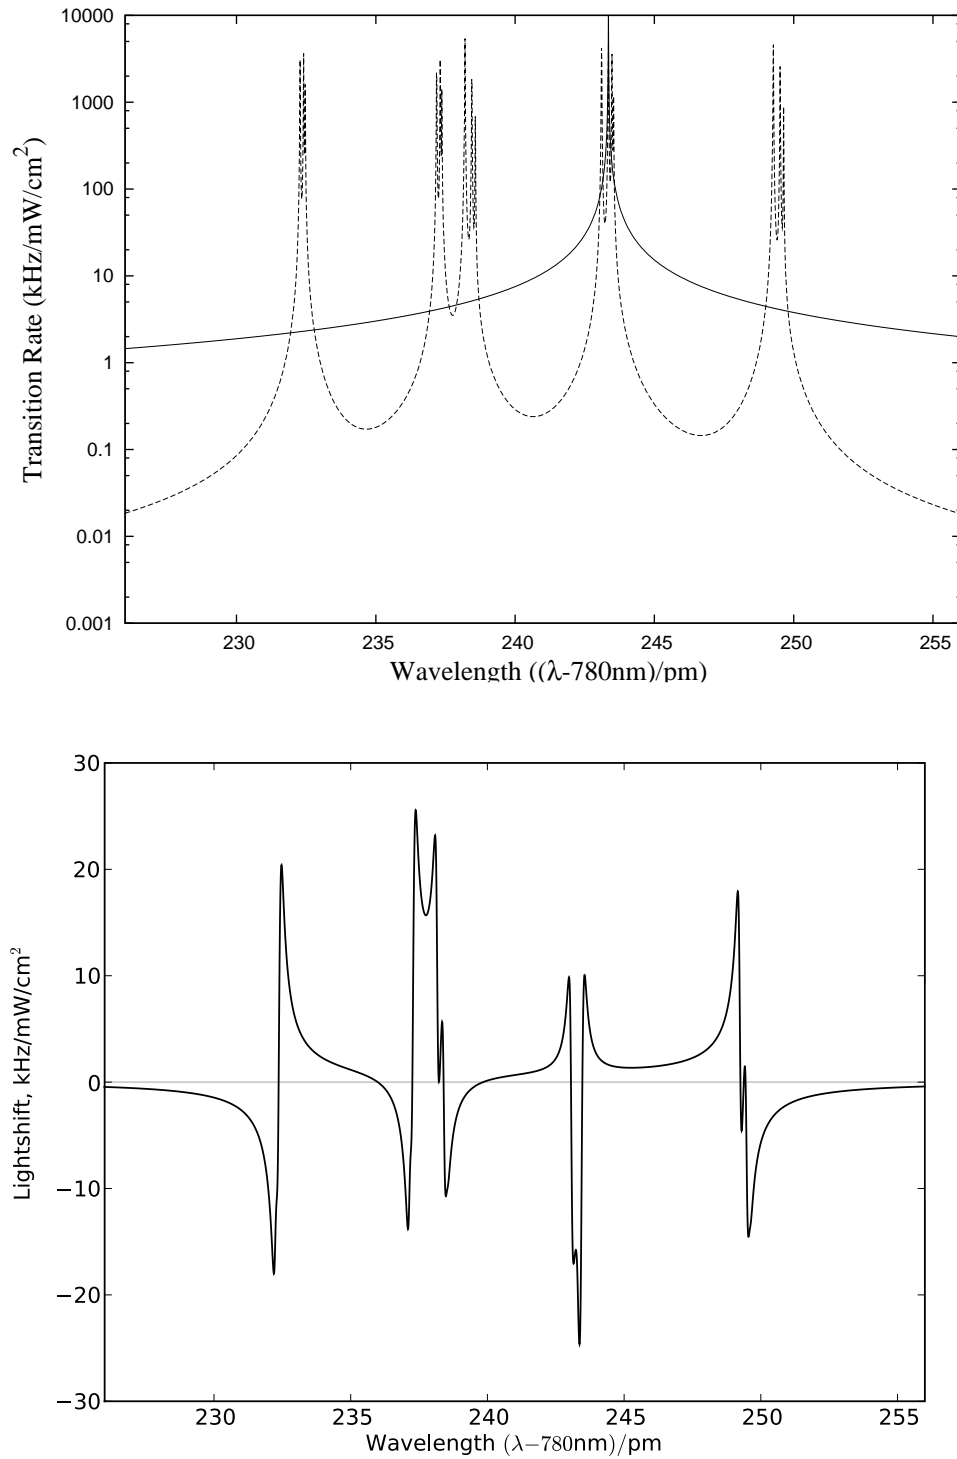 10000
1000
100
10
1
0.1
0.01
0.001
Transition Rate (kHz/mW/cm²)
230 235 240 245 250 255
Wavelength ((λ-780nm)/pm)
30
20
10
0
−10
−20
−30
Lightshift, kHz/mW/cm²
230 235 240 245 250 255
Wavelength (λ−780nm)/pm